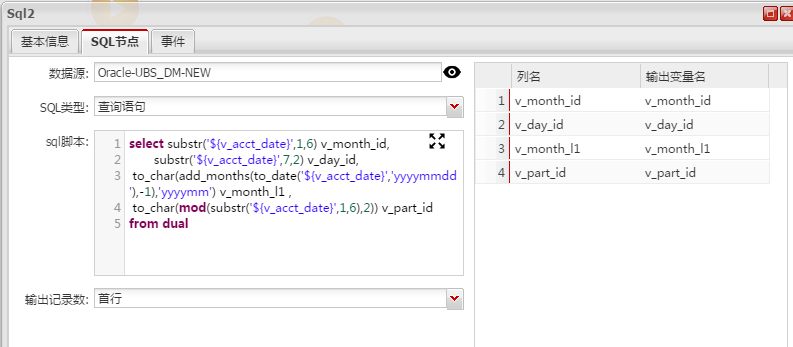 Sql2
基本信息 SQL节点 事件
数据源: Oracle-UBS_DM-NEW
SQL类型: 查询语句
sql脚本:
1 select substr('${v_acct_date}',1,6) v_month_id,
2 substr('${v_acct_date}',7,2) v_day_id,
3 to_char(add_months(to_date('${v_acct_date}','yyyymmdd
'),-1),'yyyymm') v_month_l1 ,
4 to_char(mod(substr('${v_acct_date}',1,6),2)) v_part_id
5 from dual
输出记录数: 首行
列名 输出变量名
1 v_month_id v_month_id
2 v_day_id v_day_id
3 v_month_l1 v_month_l1
4 v_part_id v_part_id